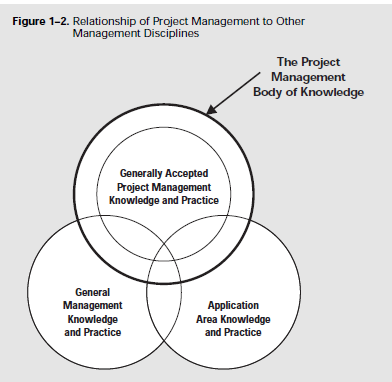 Figure 1–2. Relationship of Project Management to Other
Management Disciplines
The Project
Management
Body of Knowledge
Generally Accepted
Project Management
Knowledge and Practice
General
Management
Knowledge
and Practice
Application
Area Knowledge
and Practice